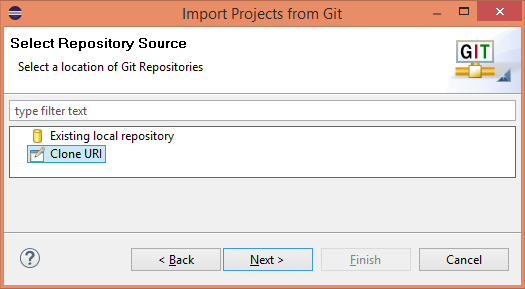 Import Projects from Git
Select Repository Source
Select a location of Git Repositories
GIT
type filter text
Existing local repository
Clone URI
?
< Back
Next >
Finish
Cancel